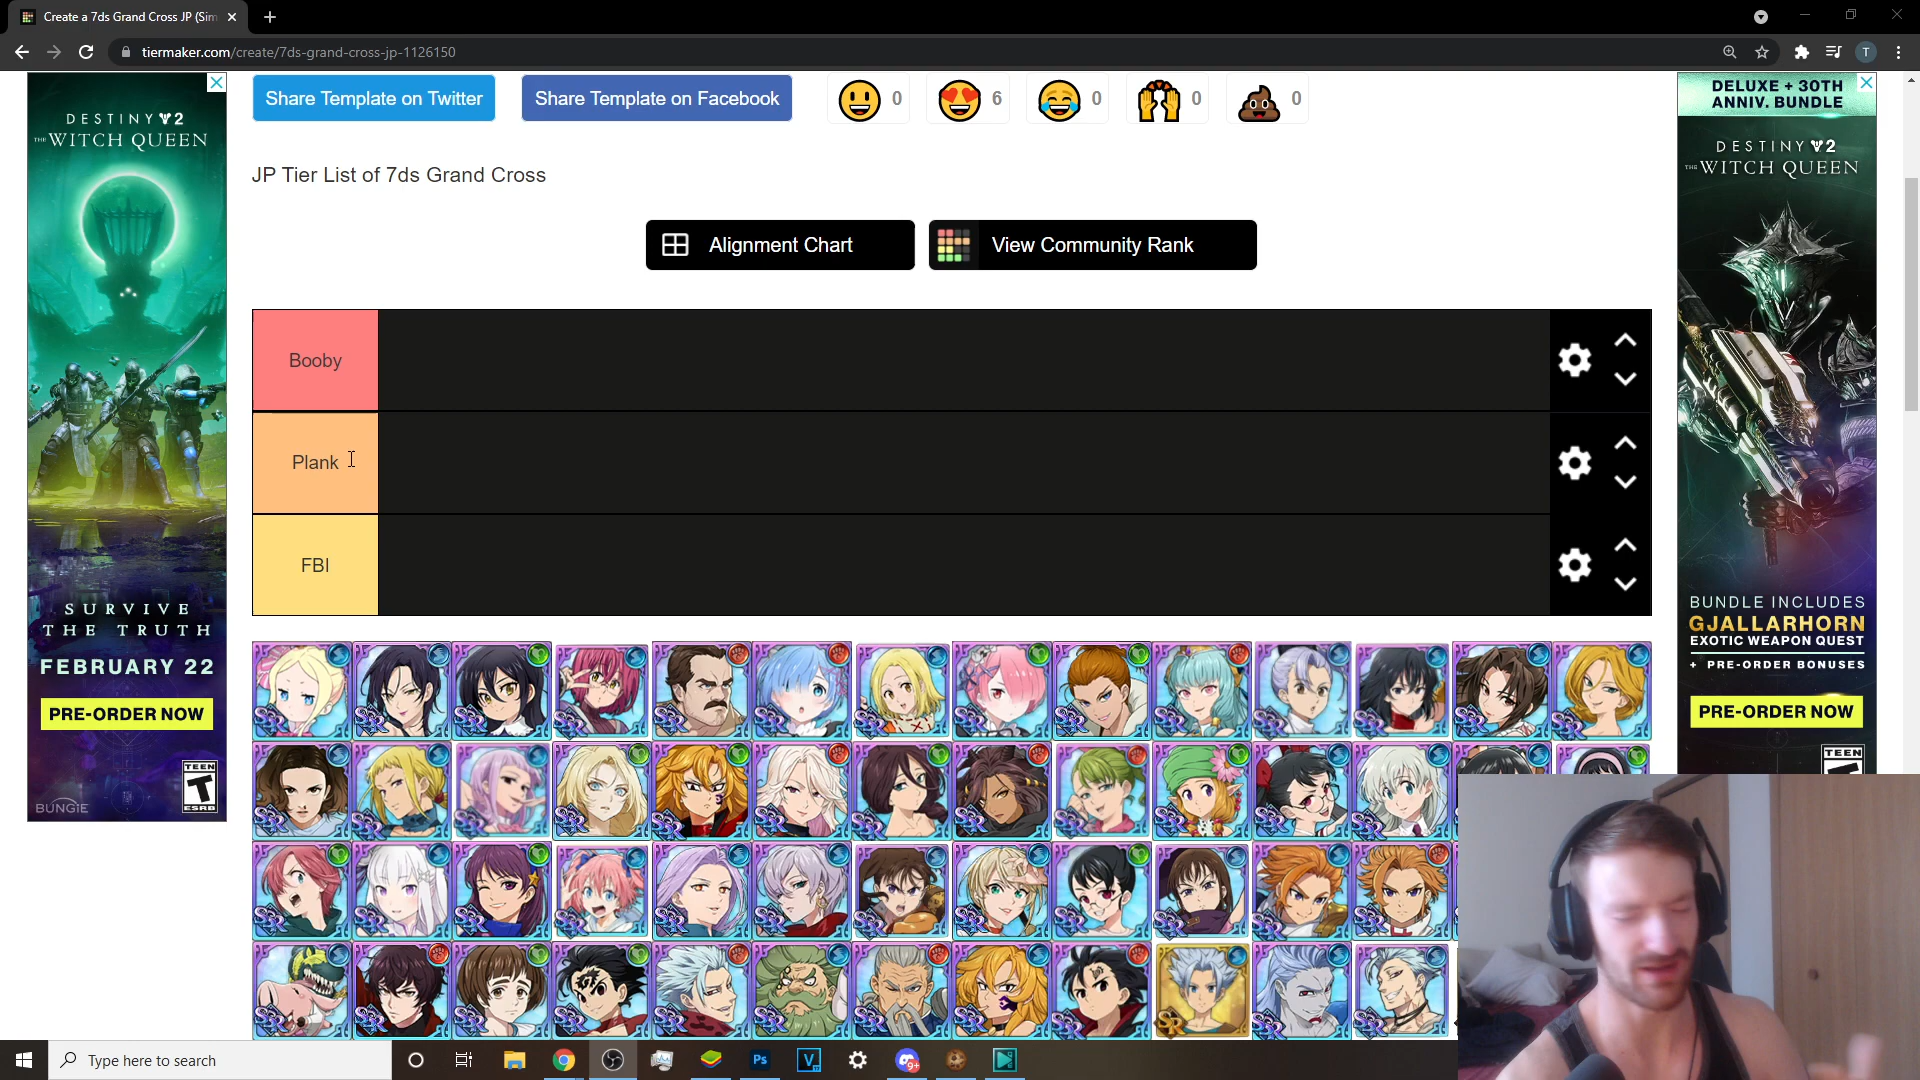 Create a 7ds Grand Cross JP (Sim
tiermaker.com/create/7ds-grand-cross-jp-1126150
T
Share Template on Twitter
Share Template on Facebook
0
6
0
0
0
JP Tier List of 7ds Grand Cross
Alignment Chart
View Community Rank
Booby
Plank
FBI
DESTINY 2
THE WITCH QUEEN
SURVIVE
THE TRUTH
FEBRUARY 22
PRE-ORDER NOW
BUNGIE
TEEN
T
ESRB
DELUXE + 30TH
ANNIV. BUNDLE
DESTINY 2
THE WITCH QUEEN
BUNDLE INCLUDES
GJALLARHORN
EXOTIC WEAPON QUEST
+ PRE-ORDER BONUSES
PRE-ORDER NOW
TEEN
Type here to search
Ps
V
9+